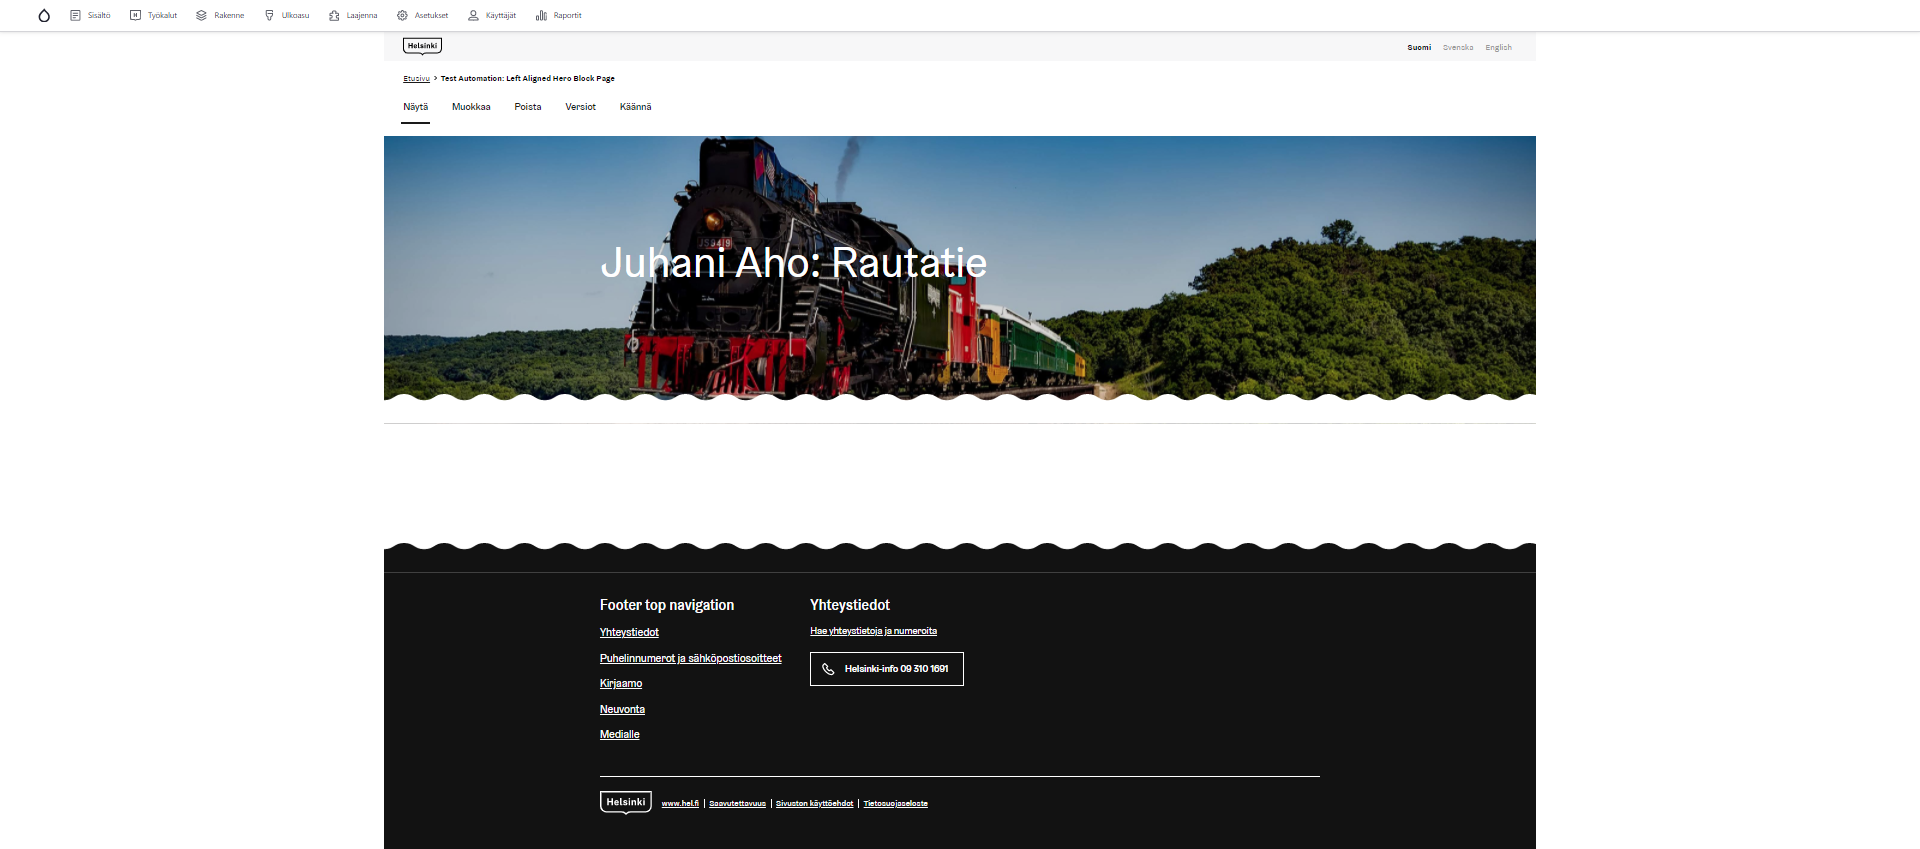 Sisältö Työkalut Rakenne Ulkoasu Laajenna Asetukset Käyttäjät Raportit
Helsinki
Suomi Svenska English
Etusivu > Test Automation: Left Aligned Hero Block Page
Näytä Muokkaa Poista Versiot Käännä
Juhani Aho: Rautatie
Footer top navigation
Yhteystiedot
Puhelinnumerot ja sähköpostiosoitteet
Kirjaamo
Neuvonta
Medialle
Yhteystiedot
Hae yhteystietoja ja numeroita
Helsinki-info 09 310 1691
Helsinki
www.hel.fi | Saavutettavuus | Sivuston käyttöehdot | Tietosuojaseloste